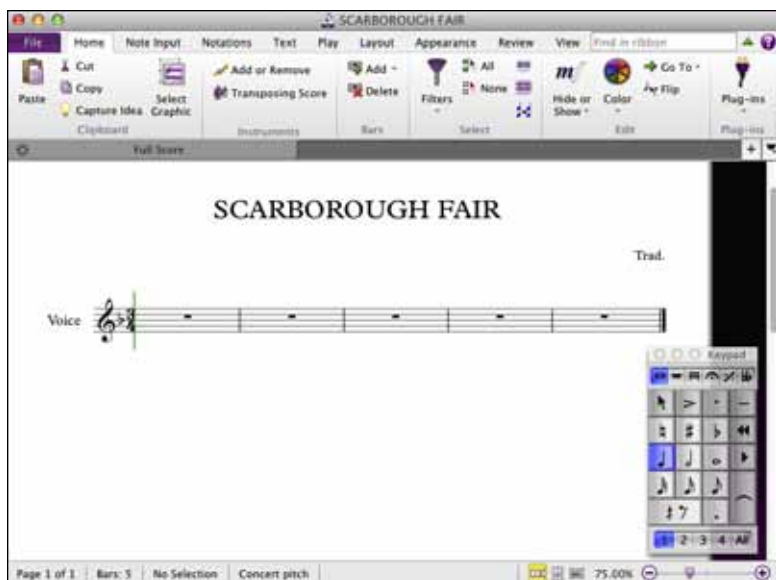 SCARBOROUGH FAIR
File Home Note Input Notations Text Play Layout Appearance Review View Find in ribbon
Paste
Cut
Copy
Capture Idea
Select Graphic
Clipboard
Add or Remove
Transposing Score
Instruments
Add
Delete
Bars
Filters
All
None
Select
Hide or Show
Color
Go To
Flip
Edit
Plug-ins
Plug-ins
Full Score
SCARBOROUGH FAIR
Trad.
Voice
Keypad
1 2 3 4 All
Page 1 of 1 Bars: 5 No Selection Concert pitch 75.00%